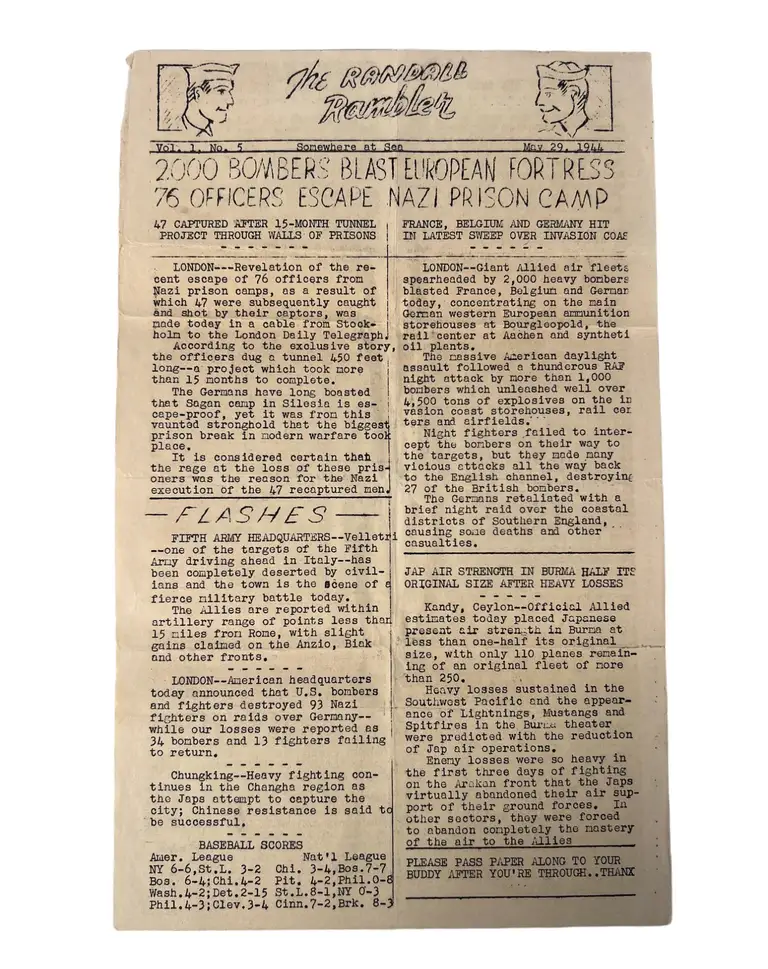 The RANDALL
Rambler
Vol. 1, No. 5 Somewhere at Sea May 29, 1944
2,000 BOMBERS BLAST EUROPEAN FORTRESS
76 OFFICERS ESCAPE NAZI PRISON CAMP
47 CAPTURED AFTER 15-MONTH TUNNEL
PROJECT THROUGH WALLS OF PRISONS
- - - - - - -
LONDON---Revelation of the re-
cent escape of 76 officers from
Nazi prison camps, as a result of
which 47 were subsequently caught
and shot by their captors, was
made today in a cable from Stock-
holm to the London Daily Telegraph.
According to the exclusive story,
the officers dug a tunnel 450 feet
long--a project which took more
than 15 months to complete.
The Germans have long boasted
that Sagan camp in Silesia is es-
cape-proof, yet it was from this
vaunted stronghold that the biggest
prison break in modern warfare took
place.
It is considered certain that
the rage at the loss of these pris-
oners was the reason for the Nazi
execution of the 47 recaptured men.
— FLASHES —
FIFTH ARMY HEADQUARTERS--Velletri
--one of the targets of the Fifth
Army driving ahead in Italy--has
been completely deserted by civil-
ians and the town is the scene of a
fierce military battle today.
The Allies are reported within
artillery range of points less than
15 miles from Rome, with slight
gains claimed on the Anzio, Biak
and other fronts.
- - - - - -
LONDON--American headquarters
today announced that U.S. bombers
and fighters destroyed 93 Nazi
fighters on raids over Germany--
while our losses were reported as
34 bombers and 13 fighters failing
to return.
- - - - - -
Chungking--Heavy fighting con-
tinues in the Changha region as
the Japs attempt to capture the
city; Chinese resistance is said to
be successful.
- - - - - -
BASEBALL SCORES
Amer. League Nat'l League
NY 6-6,St.L. 3-2 Chi. 3-4,Bos.7-7
Bos. 6-4;Chi.4-2 Pit. 4-2,Phil.0-8
Wash.4-2;Det.2-15 St.L.8-1,NY 0-3
Phil.4-3;Clev.3-4 Cinn.7-2,Brk. 8-3
FRANCE, BELGIUM AND GERMANY HIT
IN LATEST SWEEP OVER INVASION COAS
- - - - - -
LONDON--Giant Allied air fleets
spearheaded by 2,000 heavy bombers
blasted France, Belgium and German
today, concentrating on the main
German western European ammunition
storehouses at Bourgleopold, the
rail center at Aachen and syntheti
oil plants.
The massive American daylight
assault followed a thunderous RAF
night attack by more than 1,000
bombers which unleashed well over
4,500 tons of explosives on the in
vasion coast storehouses, rail cen
ters and airfields.
Night fighters failed to inter-
cept the bombers on their way to
the targets, but they made many
vicious attacks all the way back
to the English channel, destroying
27 of the British bombers.
The Germans retaliated with a
brief night raid over the coastal
districts of Southern England,
causing some deaths and other
casualties.
JAP AIR STRENGTH IN BURMA HALF ITS
ORIGINAL SIZE AFTER HEAVY LOSSES
- - - - -
Kandy, Ceylon--Official Allied
estimates today placed Japanese
present air strength in Burma at
less than one-half its original
size, with only 110 planes remain-
ing of an original fleet of more
than 250.
Heavy losses sustained in the
Southwest Pacific and the appear-
ance of Lightnings, Mustangs and
Spitfires in the Burma theater
were predicted with the reduction
of Jap air operations.
Enemy losses were so heavy in
the first three days of fighting
on the Arakan front that the Japs
virtually abandoned their air sup-
port of their ground forces. In
other sectors, they were forced
to abandon completely the mastery
of the air to the Allies
PLEASE PASS PAPER ALONG TO YOUR
BUDDY AFTER YOU'RE THROUGH..THANX